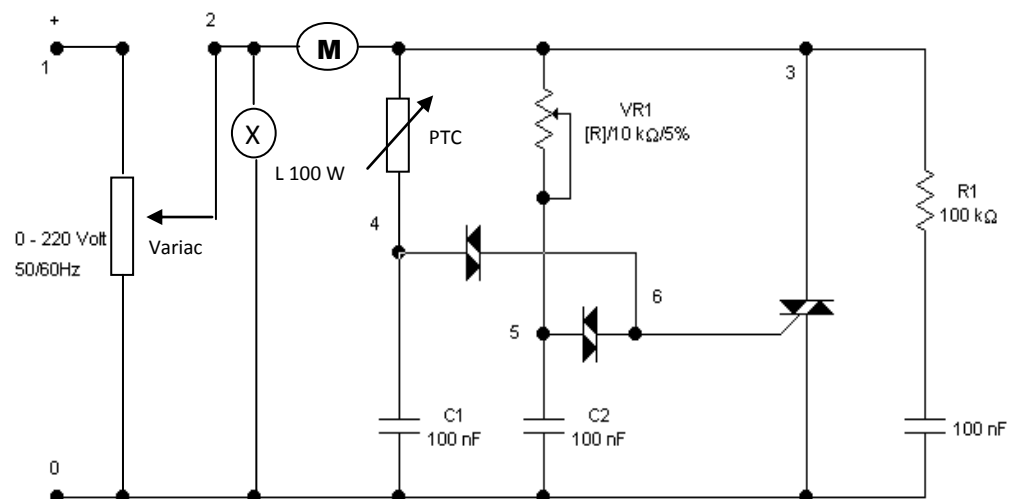 +
1
2
M
3
PTC
VR1
[R]/10 kΩ/5%
X
L 100 W
R1
100 kΩ
4
0 - 220 Volt
50/60Hz
Variac
6
5
C1
100 nF
C2
100 nF
100 nF
0